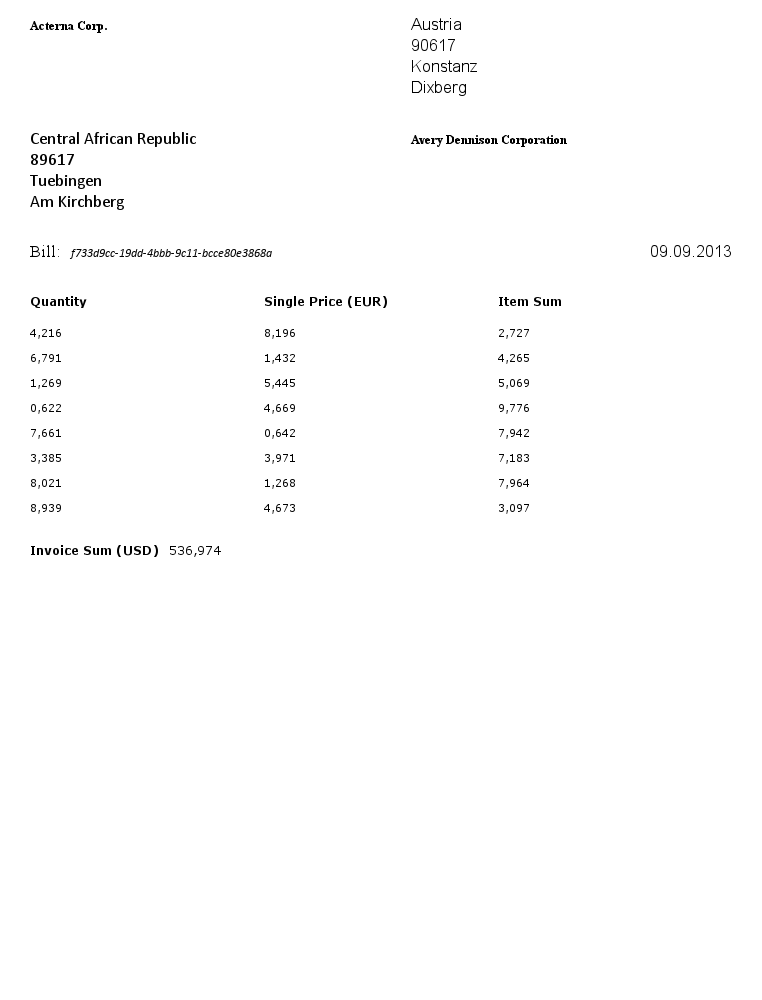 Acterna Corp.
Austria
90617
Konstanz
Dixberg
Central African Republic
89617
Tuebingen
Am Kirchberg
Avery Dennison Corporation
Bill: f733d9cc-19dd-4bbb-9c11-bcce80e3868a 09.09.2013
Quantity Single Price (EUR) Item Sum
4,216 8,196 2,727
6,791 1,432 4,265
1,269 5,445 5,069
0,622 4,669 9,776
7,661 0,642 7,942
3,385 3,971 7,183
8,021 1,268 7,964
8,939 4,673 3,097
Invoice Sum (USD) 536,974